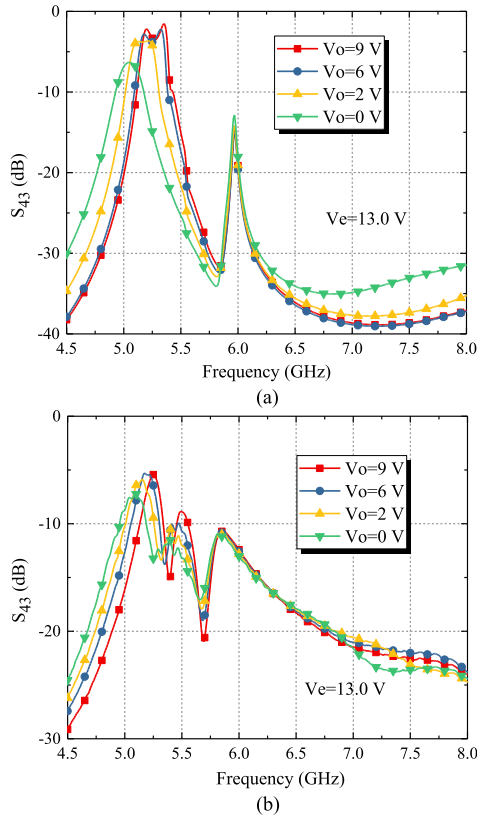 (a)
0
-10
-20
-30
-40
S43 (dB)
Vo=9 V
Vo=6 V
Vo=2 V
Vo=0 V
Ve=13.0 V
4.5 5.0 5.5 6.0 6.5 7.0 7.5 8.0
Frequency (GHz)
(a)
0
-10
-20
-30
S43 (dB)
Vo=9 V
Vo=6 V
Vo=2 V
Vo=0 V
Ve=13.0 V
4.5 5.0 5.5 6.0 6.5 7.0 7.5 8.0
Frequency (GHz)
(b)